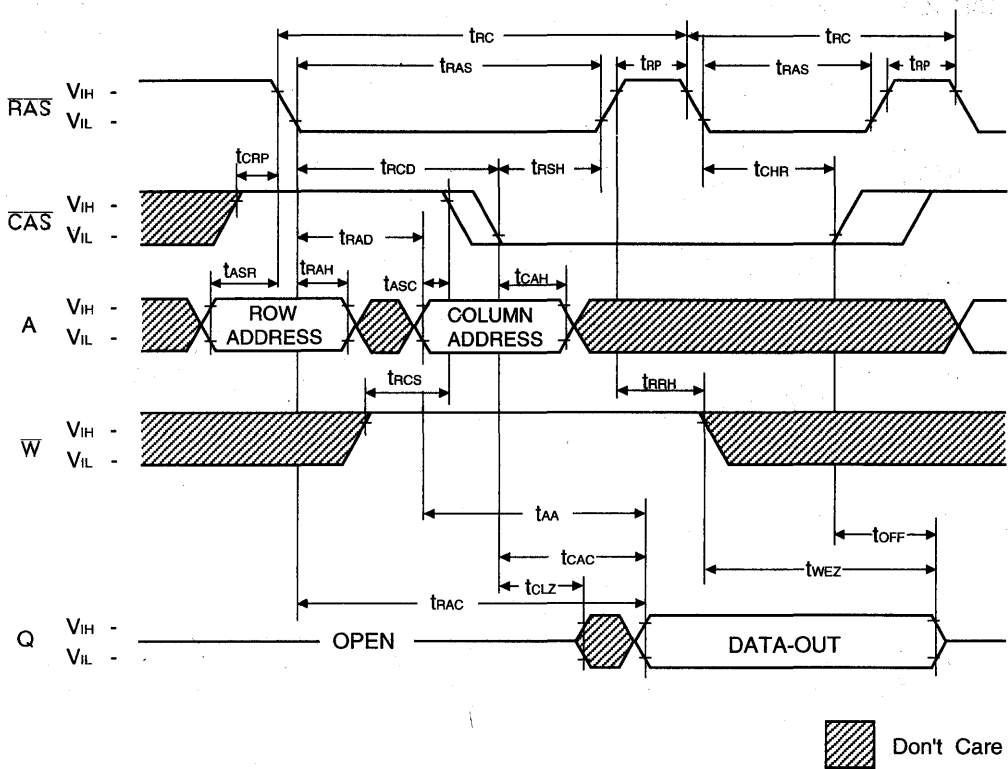 tRC tRC
tRAS tRP tRAS tRP
RAS VIH -
VIL -
tCRP tRCD tRSH tCHR
CAS VIH -
VIL -
tRAD
tASR tRAH tASC tCAH
A VIH -
VIL -
ROW
ADDRESS
COLUMN
ADDRESS
tRCS tRRH
W VIH -
VIL -
tAA
tCAC tOFF
tCLZ tWEZ
tRAC
Q VIH -
VIL -
OPEN DATA-OUT
Don't Care